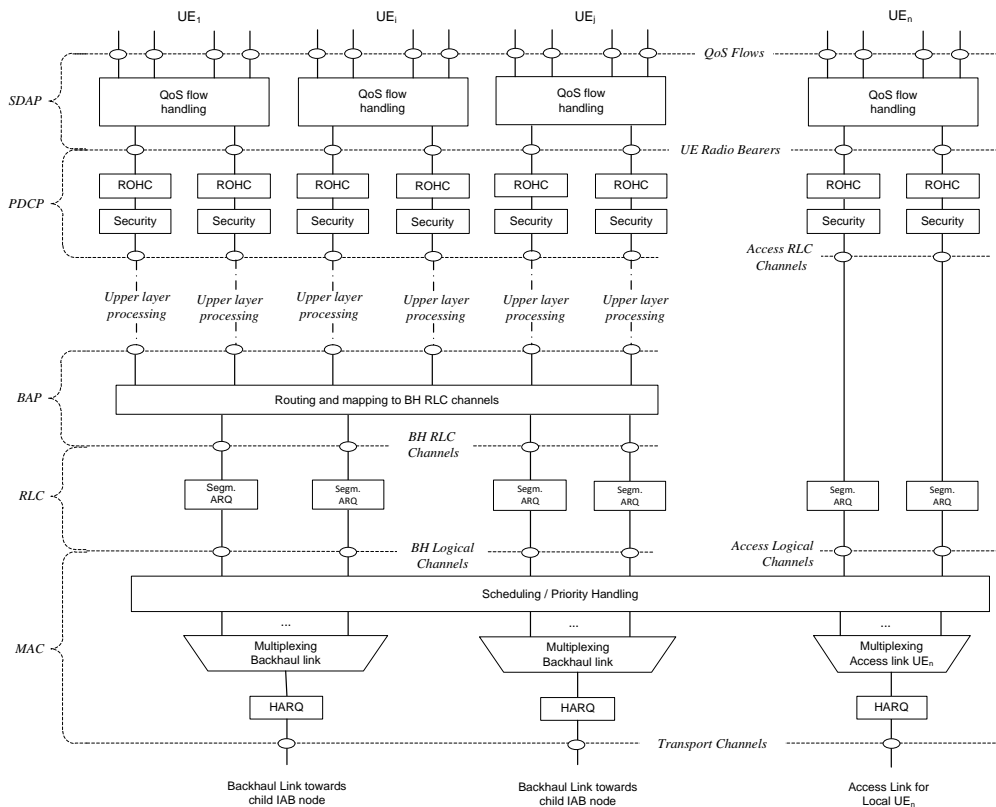 UE1 UEi UEj UEn
QoS Flows
QoS flow handling QoS flow handling QoS flow handling QoS flow handling
SDAP
UE Radio Bearers
ROHC ROHC ROHC ROHC ROHC ROHC ROHC ROHC
PDCP
Security Security Security Security Security Security Security Security
Access RLC
Channels
Upper layer Upper layer Upper layer Upper layer Upper layer Upper layer
processing processing processing processing processing processing
BAP
Routing and mapping to BH RLC channels
BH RLC
Channels
Segm. Segm. Segm. Segm. Segm. Segm.
ARQ ARQ ARQ ARQ ARQ ARQ
RLC
BH Logical Access Logical
Channels Channels
Scheduling / Priority Handling
... ... ...
MAC
Multiplexing Multiplexing Multiplexing
Backhaul link Backhaul link Access link UEn
HARQ HARQ HARQ
Transport Channels
Backhaul Link towards Backhaul Link towards Access Link for
child IAB node child IAB node Local UEn